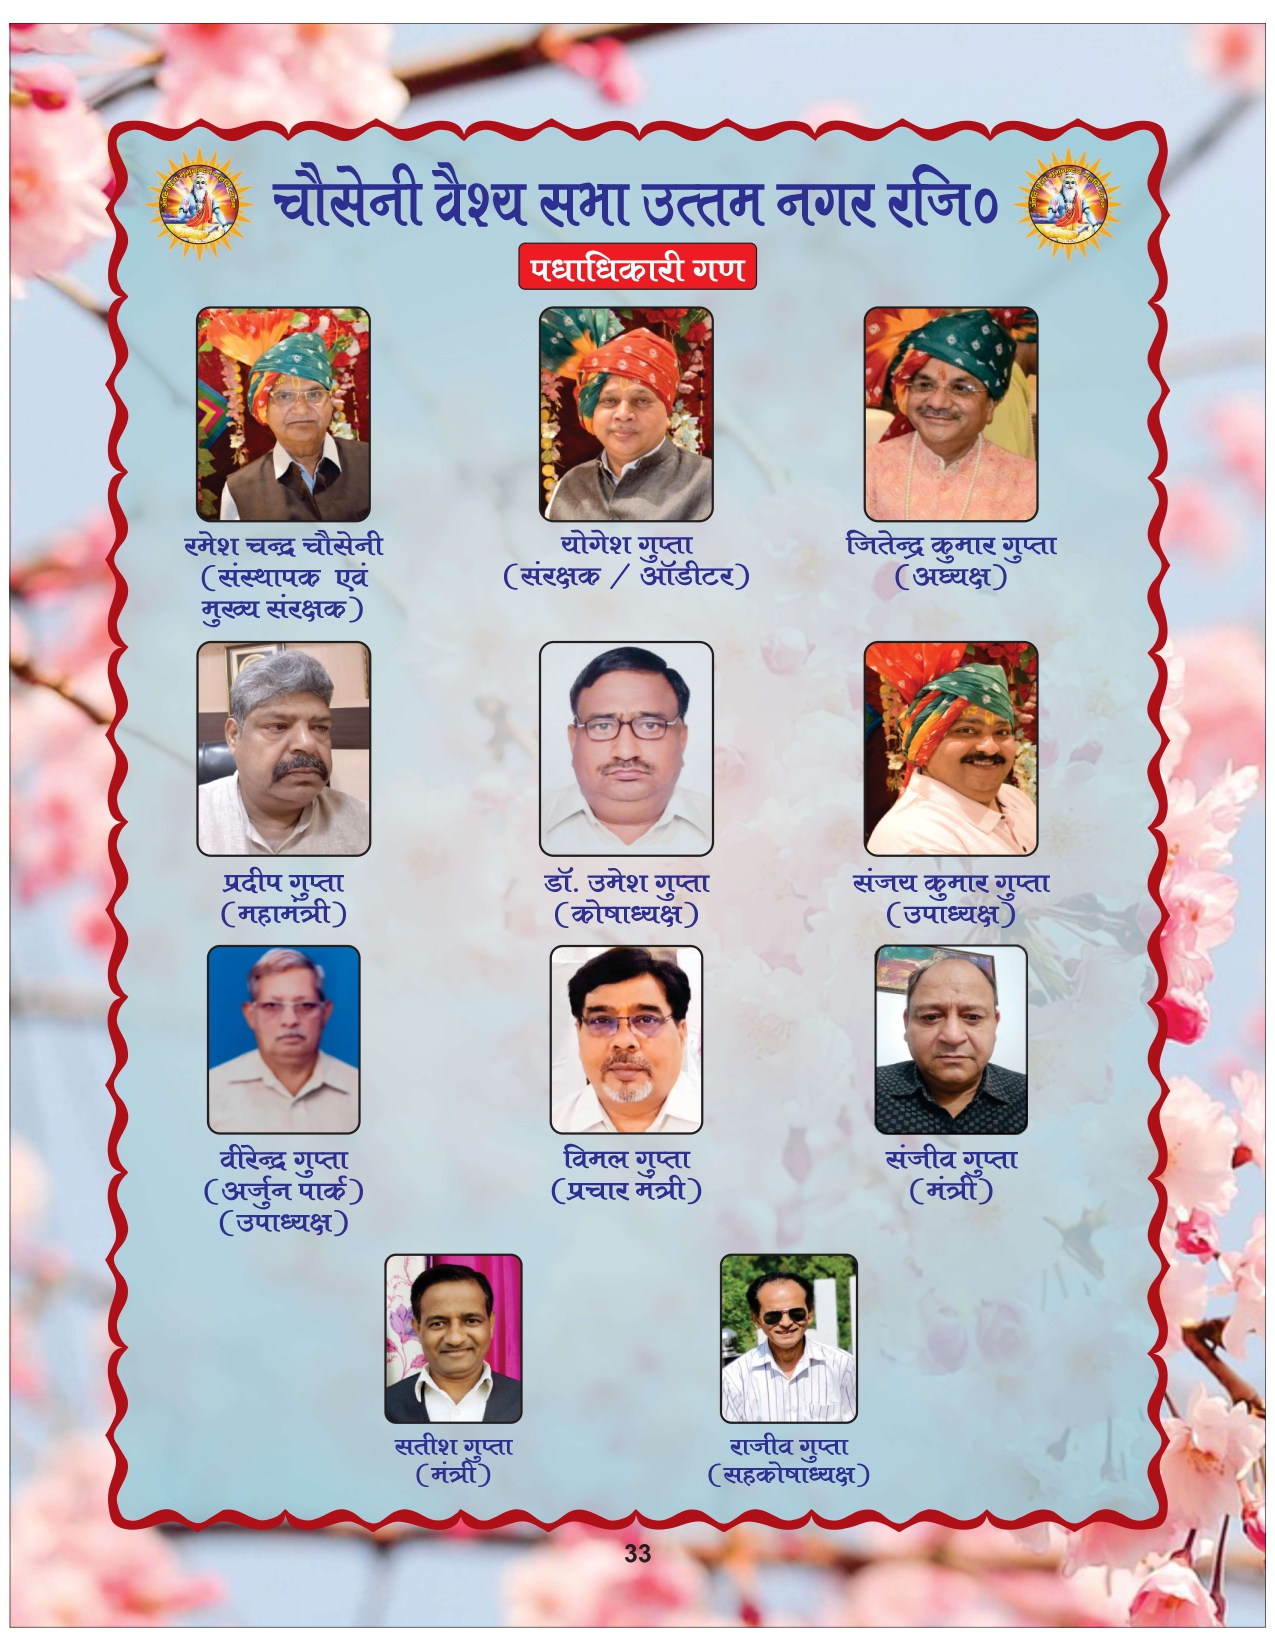 चौसेनी वैश्य सभा उत्तम नगर रजि०
पधाधिकारी गण
रमेश चन्द्र चौसेनी
(संस्थापक एवं
मुख्य संरक्षक)
योगेश गुप्ता
(संरक्षक / ऑडीटर)
जितेन्द्र कुमार गुप्ता
(अघ्यक्ष)
प्रदीप गुप्ता
(महामंत्री)
डॉ. उमेश गुप्ता
(कोषाध्यक्ष)
संजय कुमार गुप्ता
(उपाध्यक्ष)
वीरेन्द्र गुप्ता
(अर्जुन पार्क)
(उपाध्यक्ष)
विमल गुप्ता
(प्रचार मंत्री)
संजीव गुप्ता
(मंत्री)
सतीश गुप्ता
(मंत्री)
राजीव गुप्ता
(सहकोषाध्यक्ष)
33